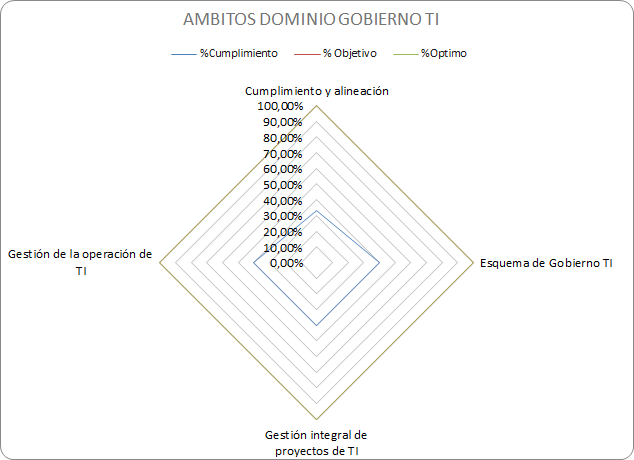 AMBITOS DOMINIO GOBIERNO TI
%Cumplimiento % Objetivo %Optimo
Cumplimiento y alineación
100,00%
90,00%
80,00%
70,00%
60,00%
50,00%
40,00%
30,00%
20,00%
10,00%
0,00%
Gestión de la operación de
TI
Esquema de Gobierno TI
Gestión integral de
proyectos de TI